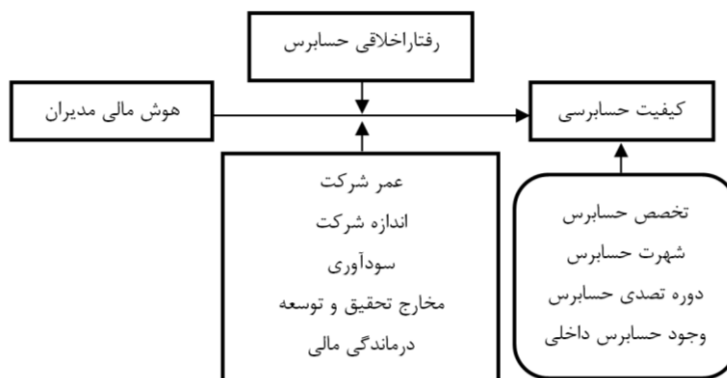 رفتاراخلاقی حسابرس
هوش مالی مدیران
کیفیت حسابرسی
عمر شرکت
اندازه شرکت
سودآوری
مخارج تحقیق و توسعه
درماندگی مالی
تخصص حسابرس
شهرت حسابرس
دوره تصدی حسابرس
وجود حسابرس داخلی